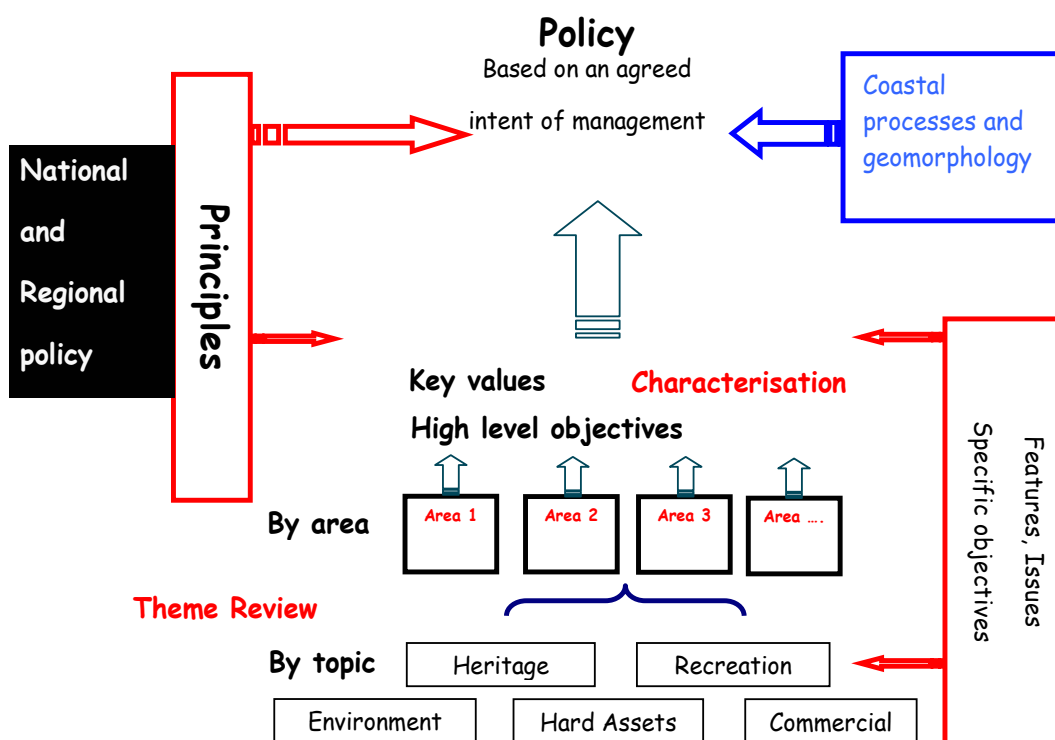 Policy
Based on an agreed
intent of management
Coastal
processes and
geomorphology
National
and
Regional
policy
Principles
Key values
Characterisation
High level objectives
By area
Area 1
Area 2
Area 3
Area ….
Features, Issues
Specific objectives
Theme Review
By topic
Heritage
Recreation
Environment
Hard Assets
Commercial